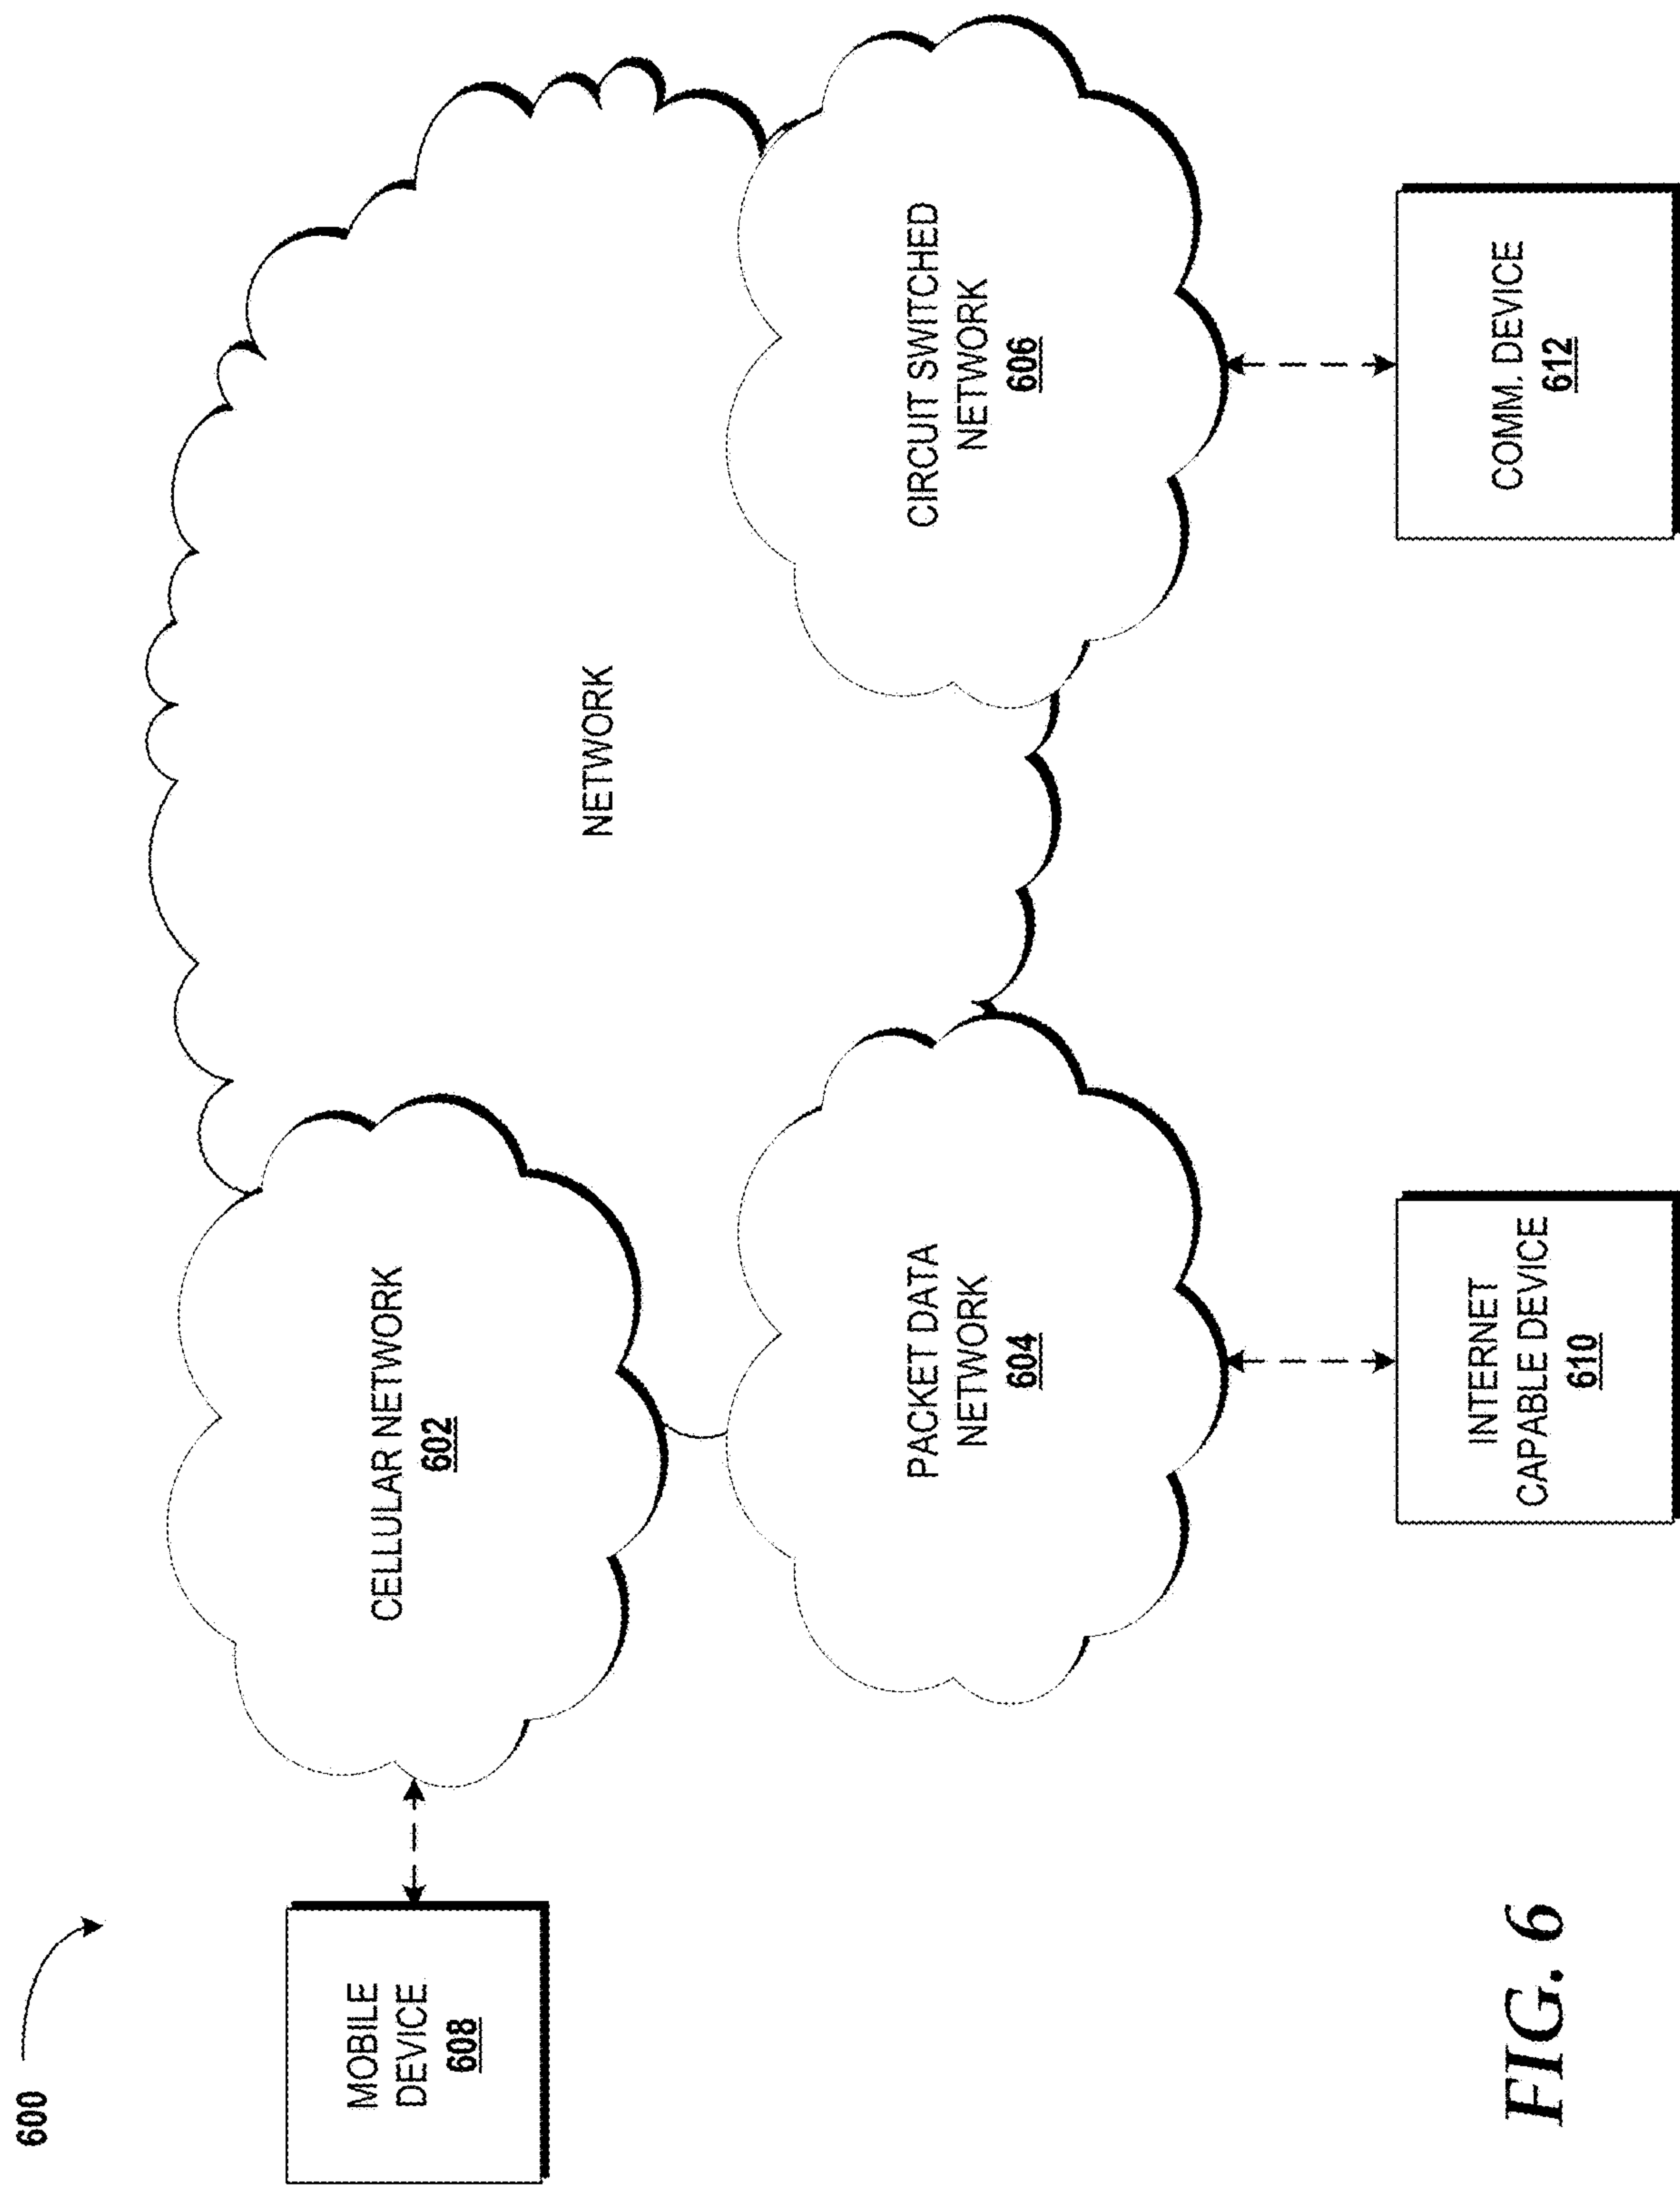 600
MOBILE
DEVICE
608
CELLULAR NETWORK
602
NETWORK
PACKET DATA
NETWORK
604
CIRCUIT SWITCHED
NETWORK
606
INTERNET
CAPABLE DEVICE
610
COMM. DEVICE
612
FIG. 6